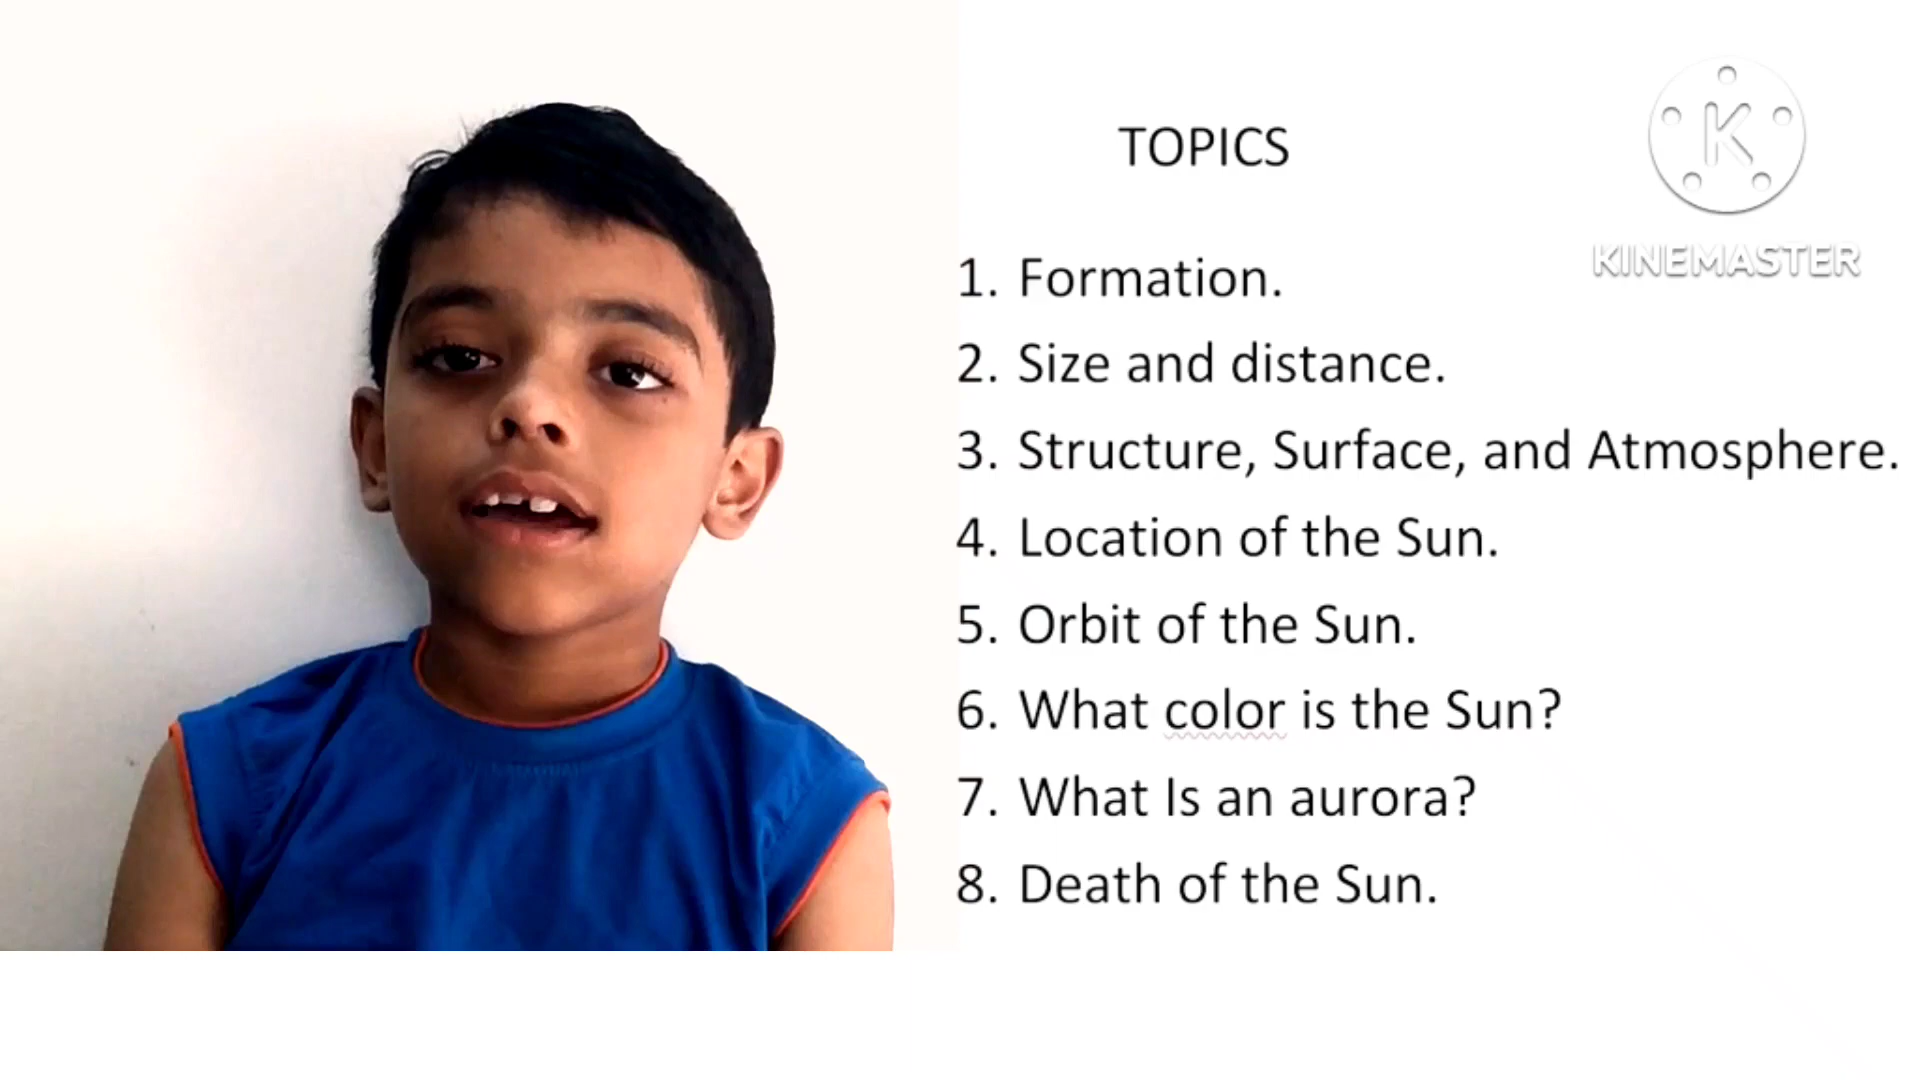 TOPICS
K
KINEMASTER
1. Formation.
2. Size and distance.
3. Structure, Surface, and Atmosphere.
4. Location of the Sun.
5. Orbit of the Sun.
6. What color is the Sun?
7. What Is an aurora?
8. Death of the Sun.